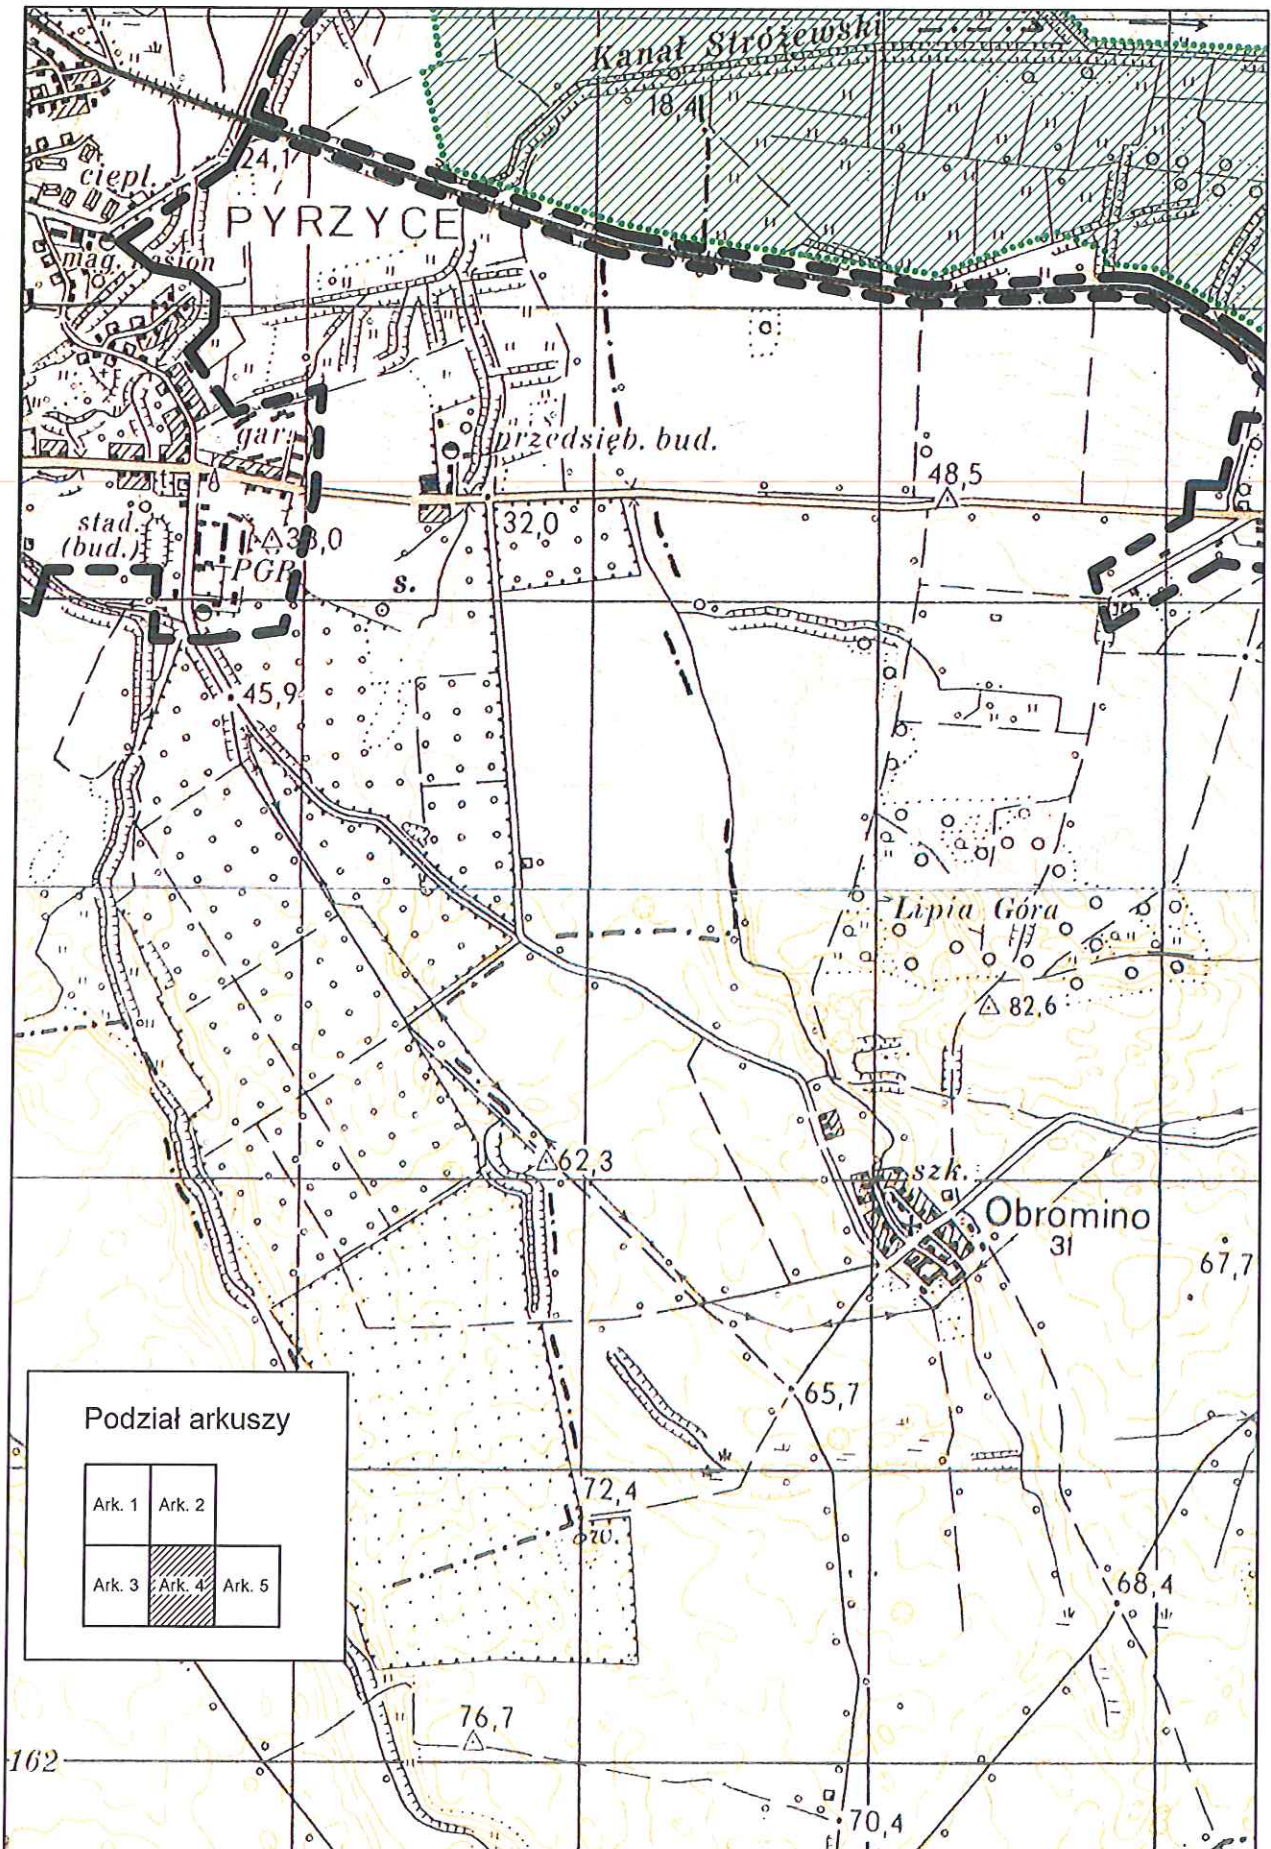 Kanał Stróżewski
18,4
24,1
ciepl.
PYRZYCE
mag.
gar.
przedsięb. bud.
48,5
stad.
(bud.)
32,0
PGR
s.
45,9
Lipia Góra
82,6
62,3
szk.
Obromino
31
67,7
65,7
Podział arkuszy
Ark. 1 Ark. 2
Ark. 3 Ark. 4 Ark. 5
72,4
św.
68,4
76,7
162
70,4